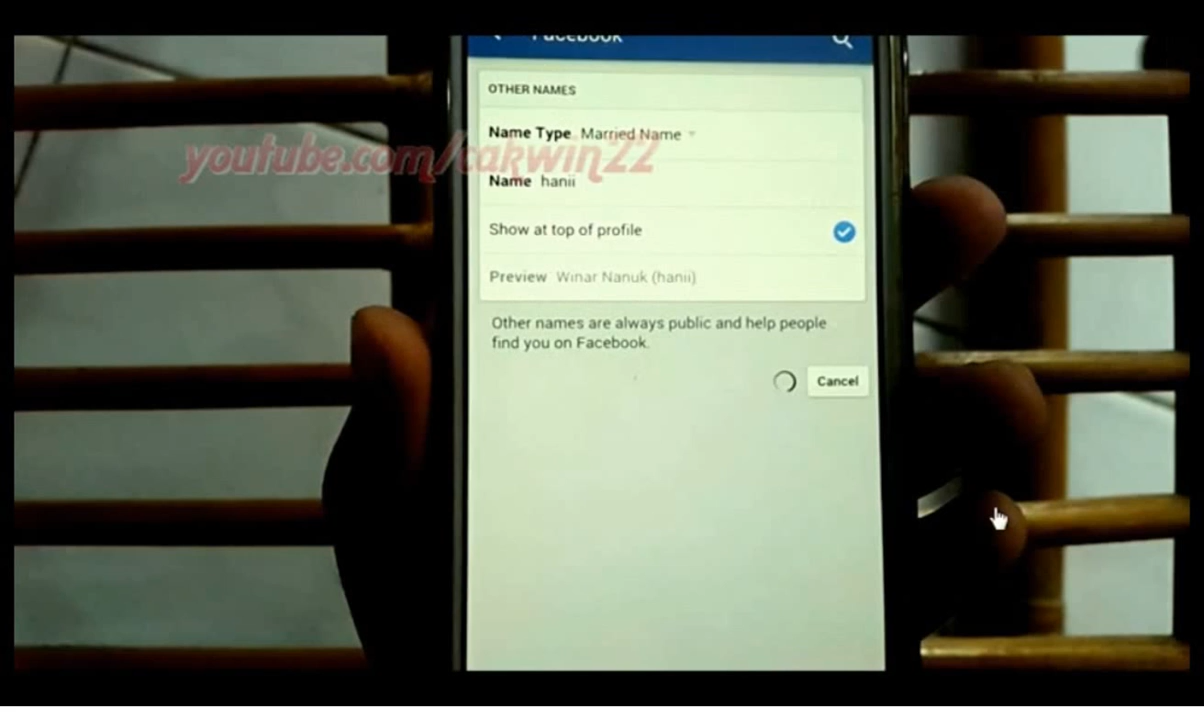 Facebook
OTHER NAMES
Name Type Married Name
youtube.com/cakwin22
Name hanii
Show at top of profile
Preview Winar Nanuk (hanii)
Other names are always public and help people
find you on Facebook.
Cancel